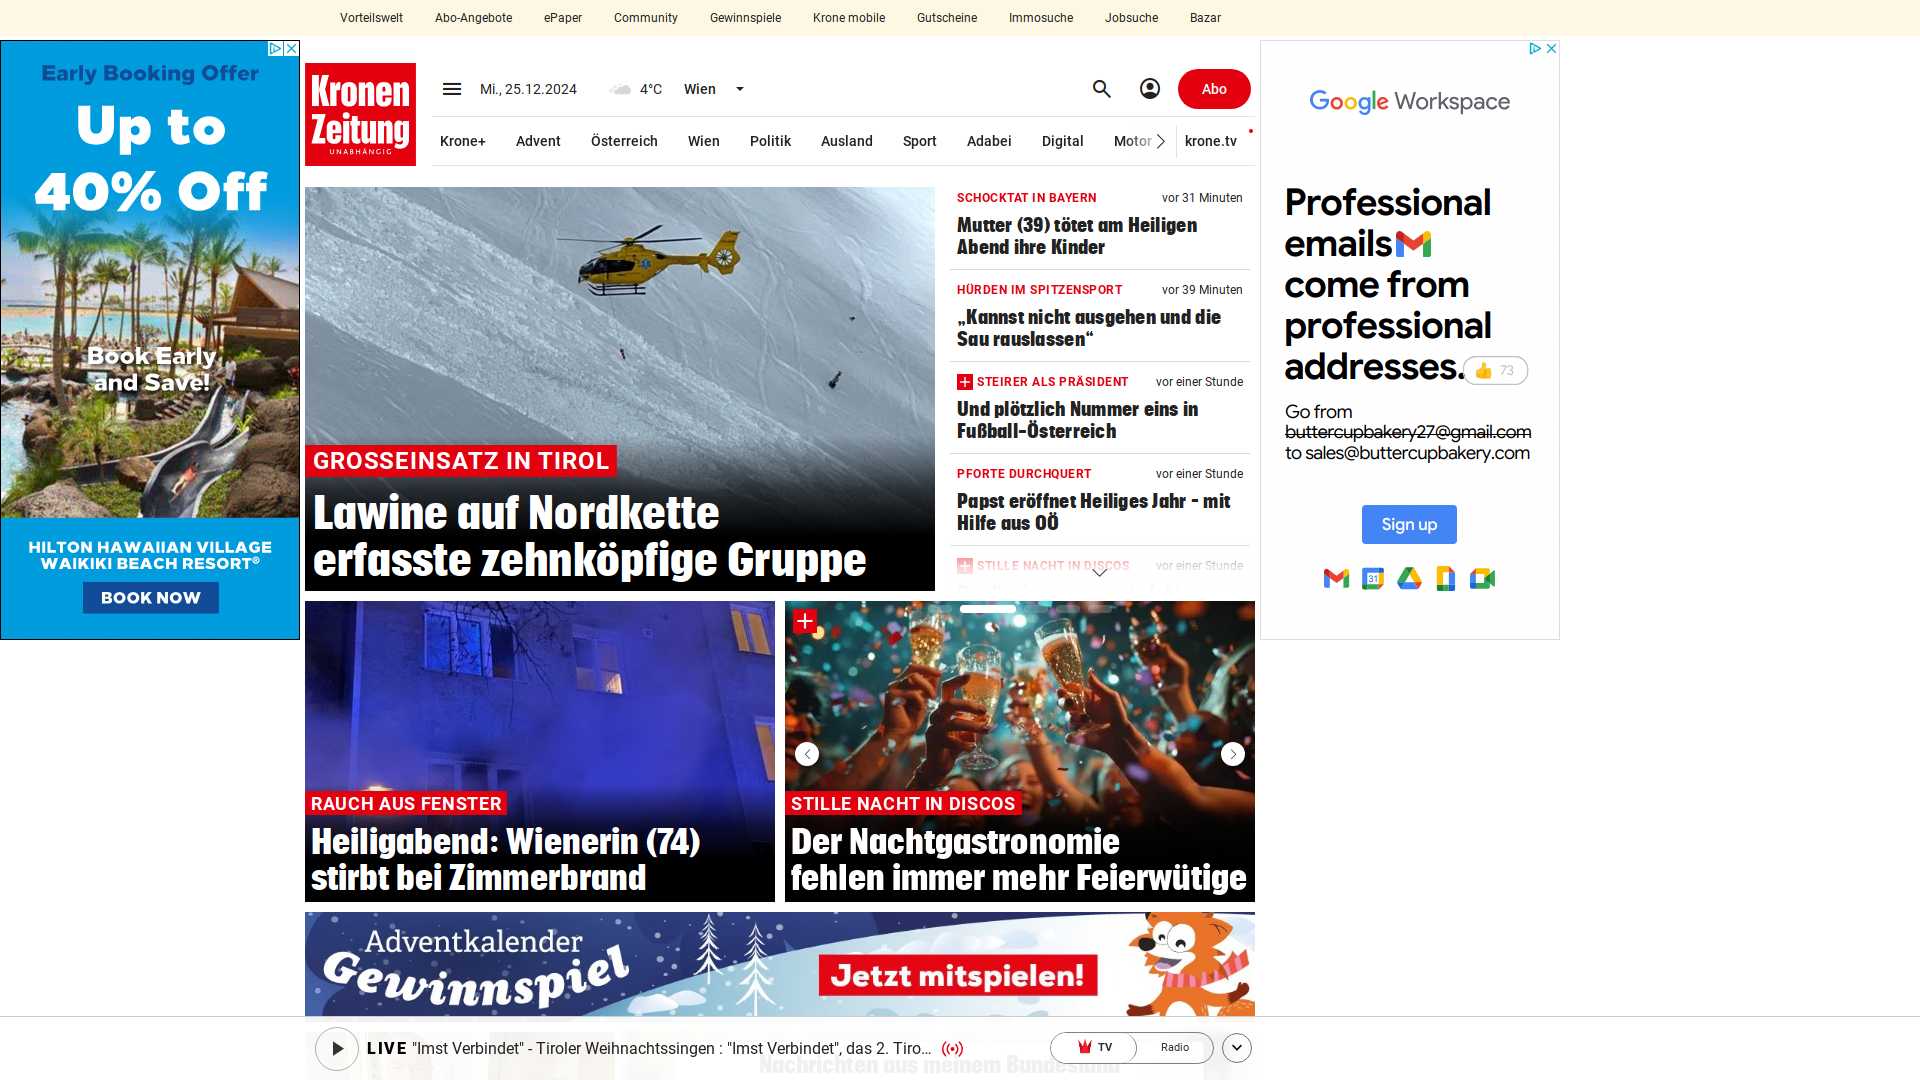 Vorteilswelt
Abo-Angebote
ePaper
Community
Gewinnspiele
Krone mobile
Gutscheine
Immosuche
Jobsuche
Bazar
Early Booking Offer
Up to
40% Off
Book Early
and Save!
HILTON HAWAIIAN VILLAGE
WAIKIKI BEACH RESORT®
BOOK NOW
Kronen
Zeitung
UNABHÄNGIG
Mi., 25.12.2024
4°C
Wien
Abo
Krone+
Advent
Österreich
Wien
Politik
Ausland
Sport
Adabei
Digital
Motor
krone.tv
GROSSEINSATZ IN TIROL
Lawine auf Nordkette
erfasste zehnköpfige Gruppe
SCHOCKTAT IN BAYERN
vor 31 Minuten
Mutter (39) tötet am Heiligen
Abend ihre Kinder
HÜRDEN IM SPITZENSPORT
vor 39 Minuten
„Kannst nicht ausgehen und die
Sau rauslassen“
STEIRER ALS PRÄSIDENT
vor einer Stunde
Und plötzlich Nummer eins in
Fußball-Österreich
PFORTE DURCHQUERT
vor einer Stunde
Papst eröffnet Heiliges Jahr - mit
Hilfe aus OÖ
STILLE NACHT IN DISCOS
vor einer Stunde
RAUCH AUS FENSTER
Heiligabend: Wienerin (74)
stirbt bei Zimmerbrand
STILLE NACHT IN DISCOS
Der Nachtgastronomie
fehlen immer mehr Feierwütige
Adventkalender
Gewinnspiel
Jetzt mitspielen!
LIVE "Imst Verbindet" - Tiroler Weihnachtssingen : "Imst Verbindet", das 2. Tiro...
TV
Radio
Nachrichten aus meinem Bundesland
Google Workspace
Professional
emails
come from
professional
addresses.
73
Go from
buttercupbakery27@gmail.com
to sales@buttercupbakery.com
Sign up
31